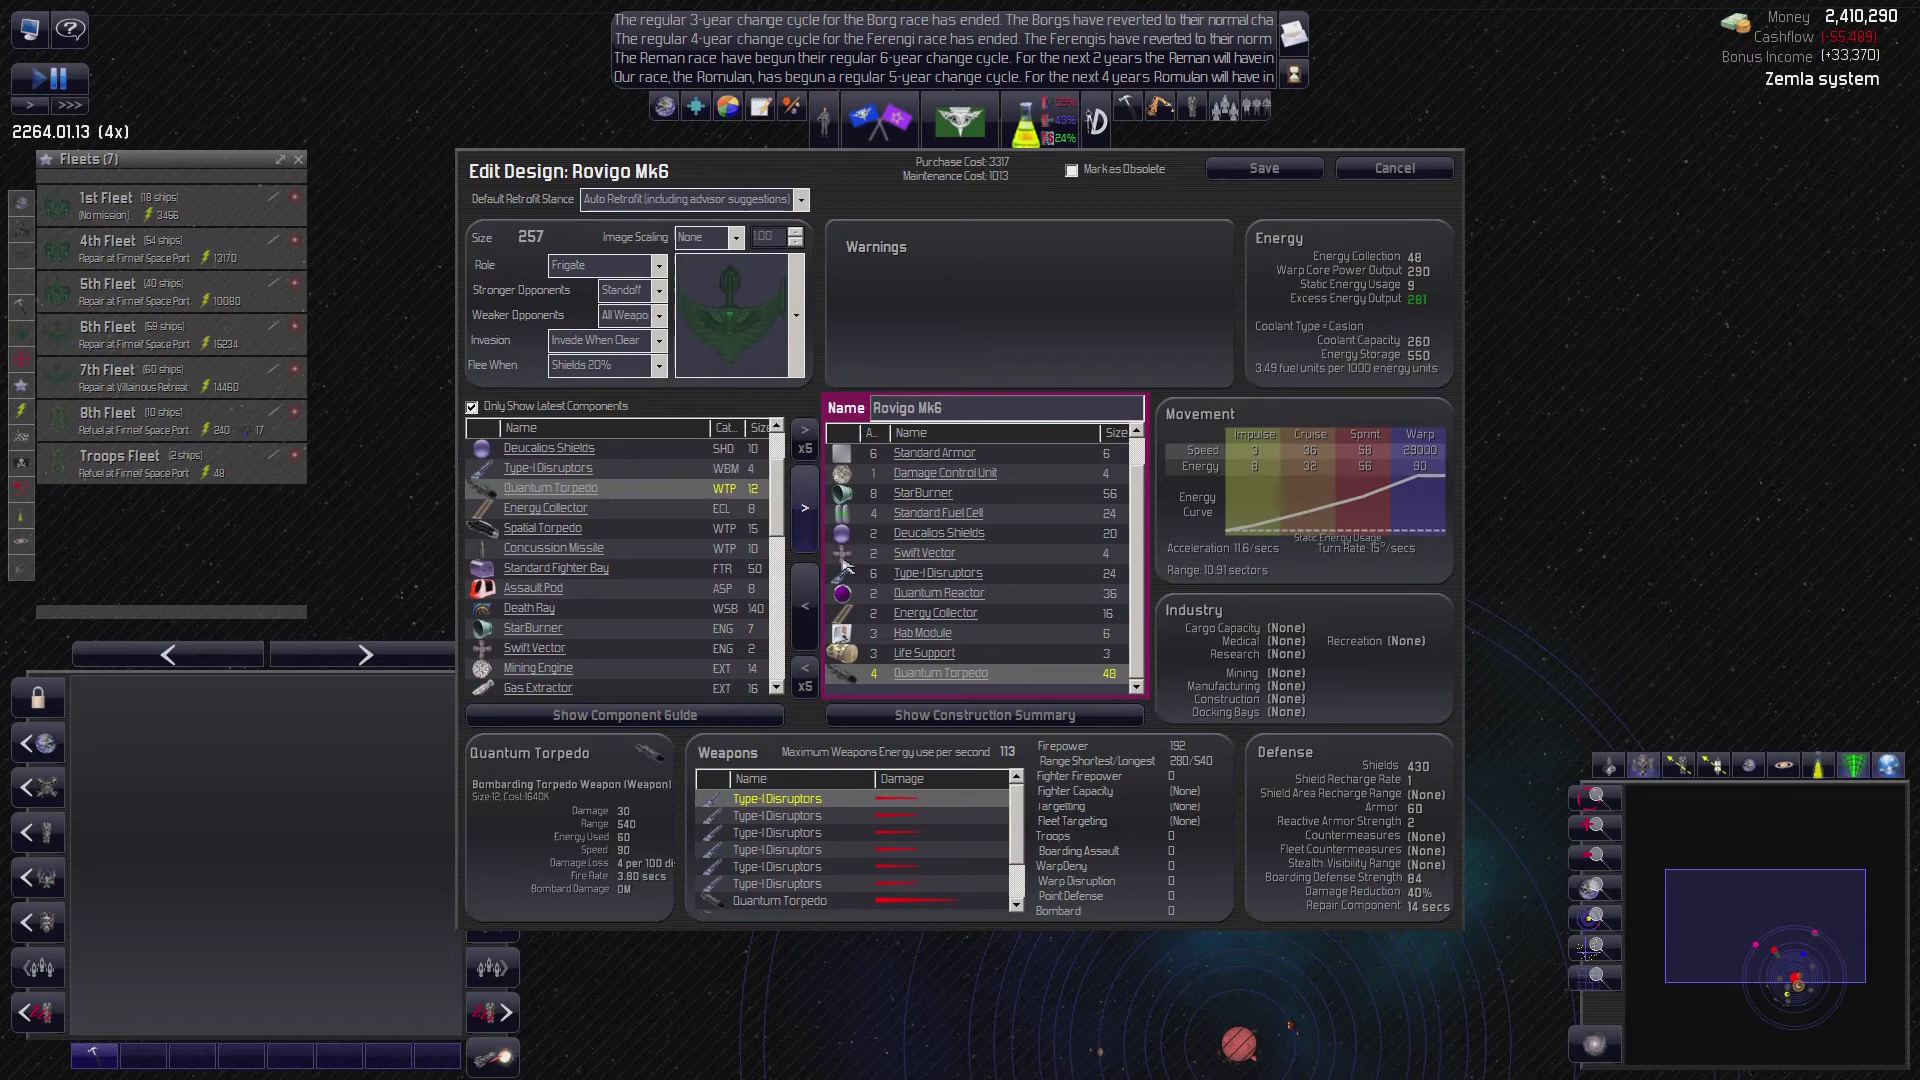 The regular 3-year change cycle for the Borg race has ended. The Borgs have reverted to their normal cha
The regular 4-year change cycle for the Ferengi race has ended. The Ferengis have reverted to their norm
The Reman race have begun their regular 6-year change cycle. For the next 2 years the Reman will have in
Our race, the Romulan, has begun a regular 5-year change cycle. For the next 4 years Romulan will have in
Money 2,410,290
Cashflow (-55,489)
Bonus Income (+33,370)
Zemla system
> >>>
2264.01.13 (4x)
43%
24%
Fleets (7)
1st Fleet (18 ships)
(No mission) 3456
4th Fleet (54 ships)
Repair at Firneif Space Port 13170
5th Fleet (40 ships)
Repair at Firneif Space Port 10080
6th Fleet (59 ships)
Repair at Firneif Space Port 15234
7th Fleet (60 ships)
Repair at Villainous Retreat 14460
8th Fleet (10 ships)
Refuel at Firneif Space Port 240 17
Troops Fleet (2 ships)
Refuel at Firneif Space Port 48
Edit Design: Rovigo Mk6
Purchase Cost: 3317
Maintenance Cost: 1013
Mark as Obsolete
Save
Cancel
Default Retrofit Stance Auto Retrofit (including advisor suggestions)
Size 257 Image Scaling None 1.00
Role Frigate
Stronger Opponents Standoff
Weaker Opponents All Weapo
Invasion Invade When Clear
Flee When Shields 20%
Warnings
Energy
Energy Collection 48
Warp Core Power Output 290
Static Energy Usage 9
Excess Energy Output 281
Coolant Type = Caslon
Coolant Capacity 260
Energy Storage 550
3.49 fuel units per 1000 energy units
Only Show Latest Components
Name Cat... Size
Deucalios Shields SHD 10
Type-I Disruptors WBM 4
Quantum Torpedo WTP 12
Energy Collector ECL 8
Spatial Torpedo WTP 15
Concussion Missile WTP 10
Standard Fighter Bay FTR 50
Assault Pod ASP 8
Death Ray WSB 140
StarBurner ENG 7
Swift Vector ENG 2
Mining Engine EXT 14
Gas Extractor EXT 16
Show Component Guide
>
x5
>
<
<
x5
Name Rovigo Mk6
A... Name Size
6 Standard Armor 6
1 Damage Control Unit 4
8 StarBurner 56
4 Standard Fuel Cell 24
2 Deucalios Shields 20
2 Swift Vector 4
6 Type-I Disruptors 24
2 Quantum Reactor 36
2 Energy Collector 16
3 Hab Module 6
3 Life Support 3
4 Quantum Torpedo 48
Show Construction Summary
Movement
Impulse Cruise Sprint Warp
Speed 3 36 58 29000
Energy 8 32 56 90
Energy
Curve
Static Energy Usage
Acceleration: 11.6/secs Turn Rate: 15°/secs
Range: 10.91 sectors
Industry
Cargo Capacity (None)
Medical (None) Recreation (None)
Research (None)
Mining (None)
Manufacturing (None)
Construction (None)
Docking Bays (None)
Quantum Torpedo
Bombarding Torpedo Weapon (Weapon)
Size:12, Cost:1640K
Damage 30
Range 540
Energy Used 60
Speed 90
Damage Loss 4 per 100 di
Fire Rate 3.80 secs
Bombard Damage 0M
Weapons Maximum Weapons Energy use per second 113
Name Damage
Type-I Disruptors
Type-I Disruptors
Type-I Disruptors
Type-I Disruptors
Type-I Disruptors
Type-I Disruptors
Quantum Torpedo
Firepower 192
Range Shortest/Longest 280/540
Fighter Firepower 0
Fighter Capacity (None)
Targetting (None)
Fleet Targeting (None)
Troops 0
Boarding Assault 0
WarpDeny 0
Warp Disruption 0
Point Defense 0
Bombard 0
Defense
Shields 430
Shield Recharge Rate 1
Shield Area Recharge Range (None)
Armor 60
Reactive Armor Strength 2
Countermeasures (None)
Fleet Countermeasures (None)
Stealth: Visibility Range (None)
Boarding Defense Strength 84
Damage Reduction 40%
Repair Component 14 secs